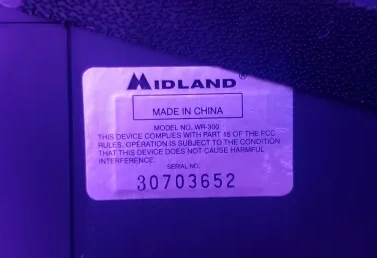 MIDLAND®
MADE IN CHINA
MODEL NO. WR-300
THIS DEVICE COMPLIES WITH PART 15 OF THE FCC
RULES. OPERATION IS SUBJECT TO THE CONDITION
THAT THIS DEVICE DOES NOT CAUSE HARMFUL
INTERFERENCE.
SERIAL NO.
30703652